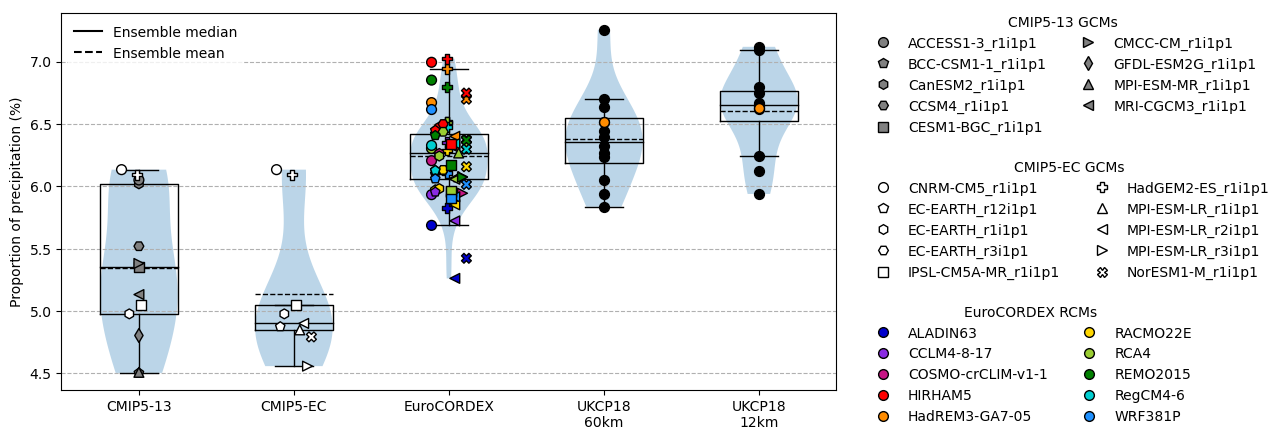 Ensemble median
Ensemble mean
Proportion of precipitation (%)
7.0
6.5
6.0
5.5
5.0
4.5
CMIP5-13
CMIP5-EC
EuroCORDEX
UKCP18
60km
UKCP18
12km
CMIP5-13 GCMs
ACCESS1-3_r1i1p1
BCC-CSM1-1_r1i1p1
CanESM2_r1i1p1
CCSM4_r1i1p1
CESM1-BGC_r1i1p1
CMCC-CM_r1i1p1
GFDL-ESM2G_r1i1p1
MPI-ESM-MR_r1i1p1
MRI-CGCM3_r1i1p1
CMIP5-EC GCMs
CNRM-CM5_r1i1p1
EC-EARTH_r12i1p1
EC-EARTH_r1i1p1
EC-EARTH_r3i1p1
IPSL-CM5A-MR_r1i1p1
HadGEM2-ES_r1i1p1
MPI-ESM-LR_r1i1p1
MPI-ESM-LR_r2i1p1
MPI-ESM-LR_r3i1p1
NorESM1-M_r1i1p1
EuroCORDEX RCMs
ALADIN63
CCLM4-8-17
COSMO-crCLIM-v1-1
HIRHAM5
HadREM3-GA7-05
RACMO22E
RCA4
REMO2015
RegCM4-6
WRF381P